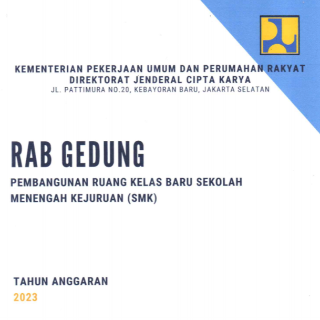 KEMENTERIAN PEKERJAAN UMUM DAN PERUMAHAN RAKYAT
DIREKTORAT JENDERAL CIPTA KARYA
JL. PATTIMURA NO.20, KEBAYORAN BARU, JAKARTA SELATAN
RAB GEDUNG
PEMBANGUNAN RUANG KELAS BARU SEKOLAH
MENENGAH KEJURUAN (SMK)
TAHUN ANGGARAN
2023